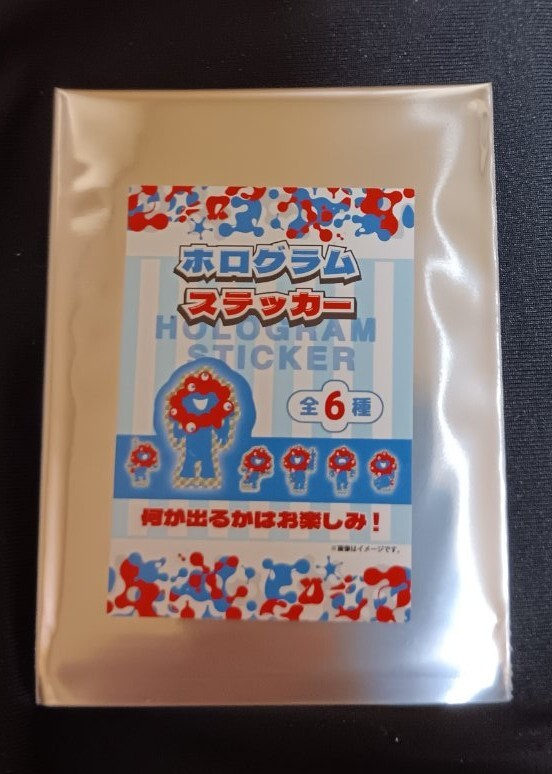 ホログラム
ステッカー
HOLOGRAM
STICKER
全6種
何が出るかはお楽しみ!
※画像はイメージです。